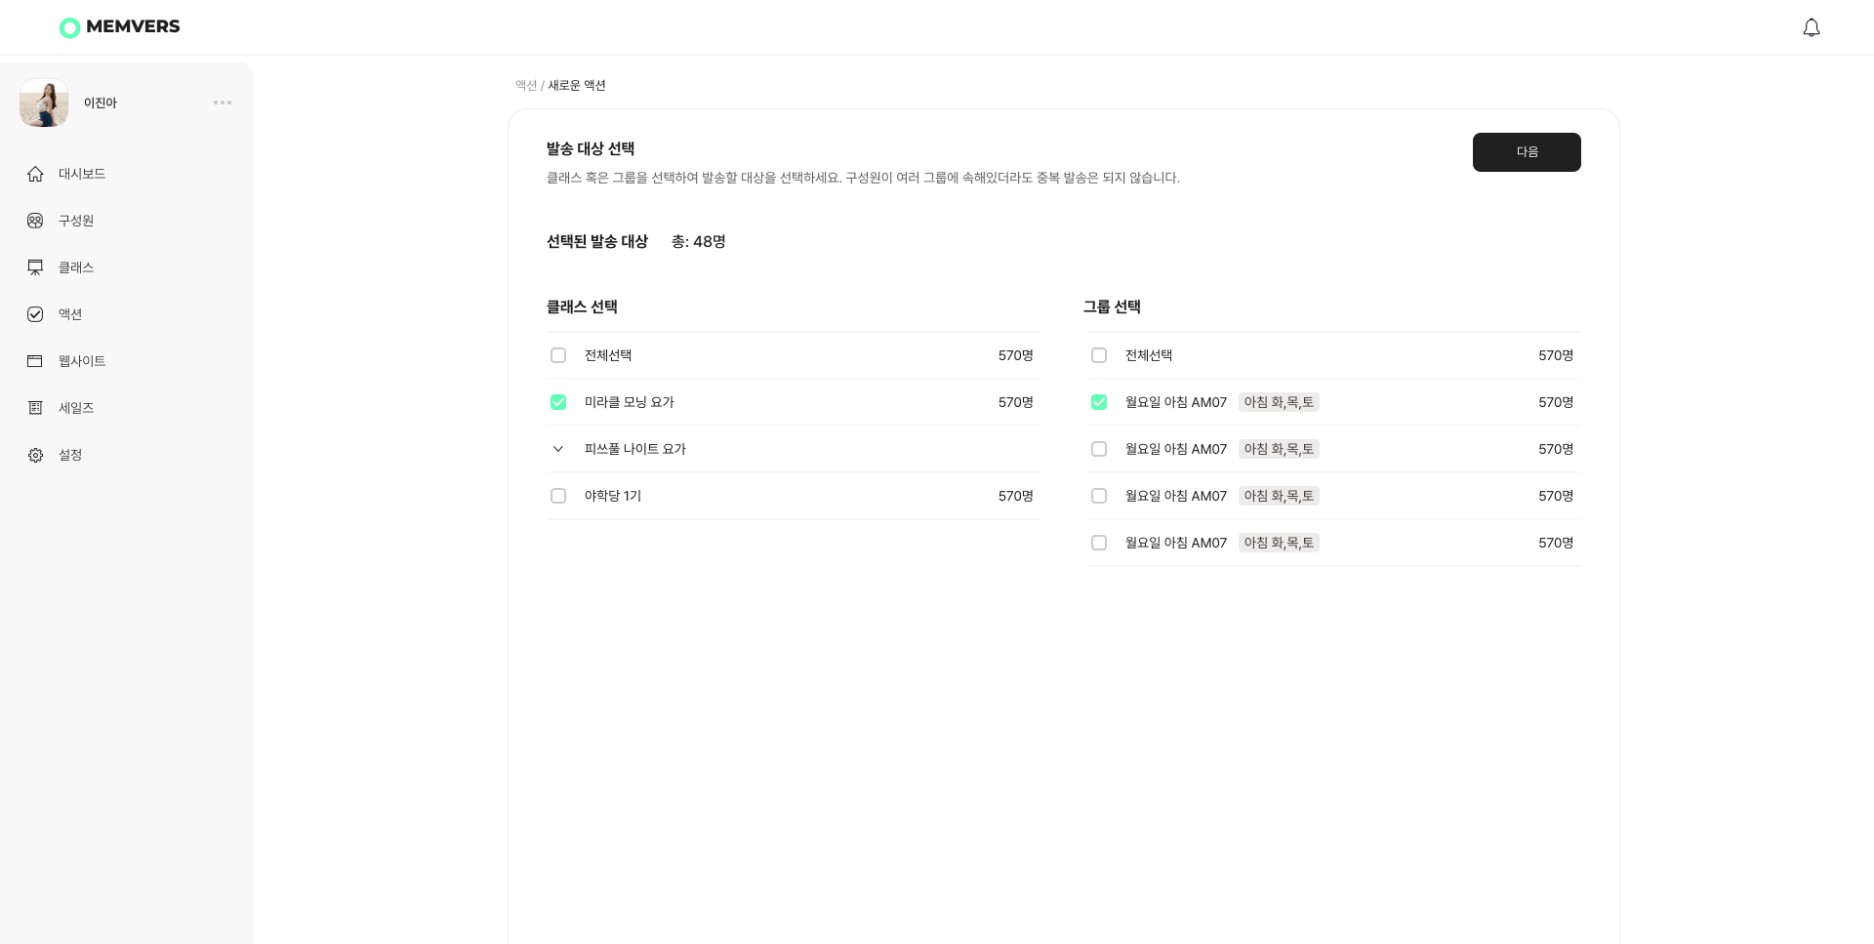 MEMVERS
이진아
대시보드
구성원
클래스
액션
웹사이트
세일즈
설정
액션 / 새로운 액션
발송 대상 선택
다음
클래스 혹은 그룹을 선택하여 발송할 대상을 선택하세요. 구성원이 여러 그룹에 속해있더라도 중복 발송은 되지 않습니다.
선택된 발송 대상 총: 48명
클래스 선택
전체선택 570명
미라클 모닝 요가 570명
피쓰풀 나이트 요가
야학당 1기 570명
그룹 선택
전체선택 570명
월요일 아침 AM07 아침 화,목,토 570명
월요일 아침 AM07 아침 화,목,토 570명
월요일 아침 AM07 아침 화,목,토 570명
월요일 아침 AM07 아침 화,목,토 570명